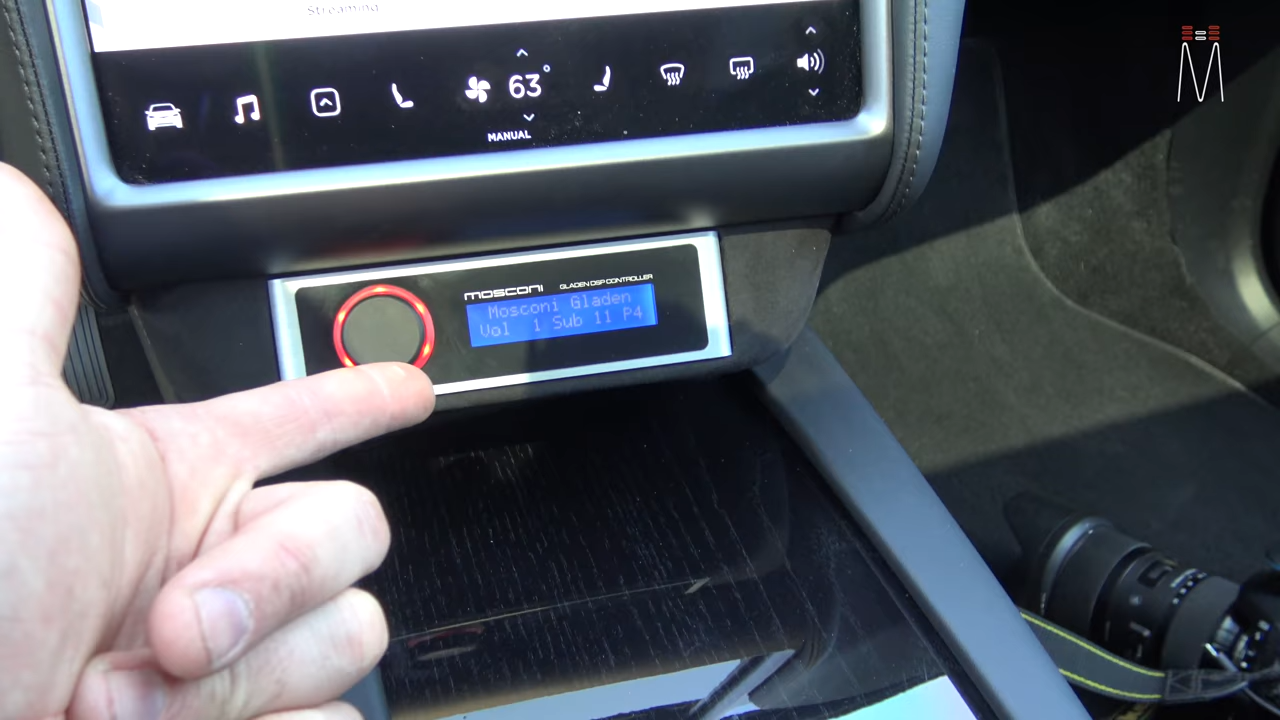 Streaming
63°
MANUAL
MOSCONI
GLADEN DSP CONTROLLER
Mosconi Gladen
Vol 1 Sub 11 P4